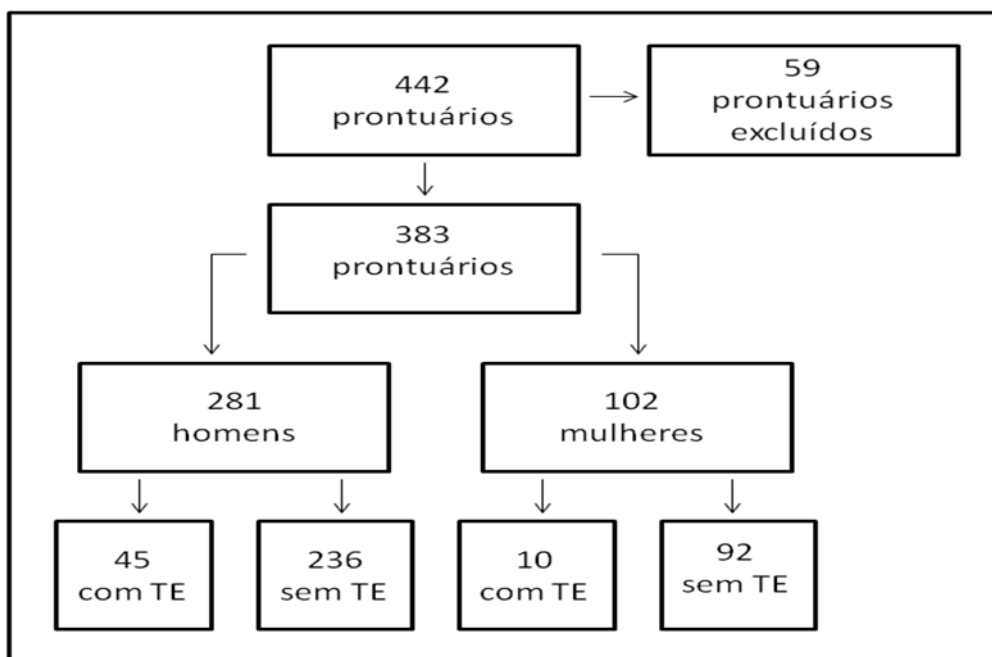 442
prontuários
59
prontuários
excluídos
383
prontuários
281
homens
102
mulheres
45
com TE
236
sem TE
10
com TE
92
sem TE